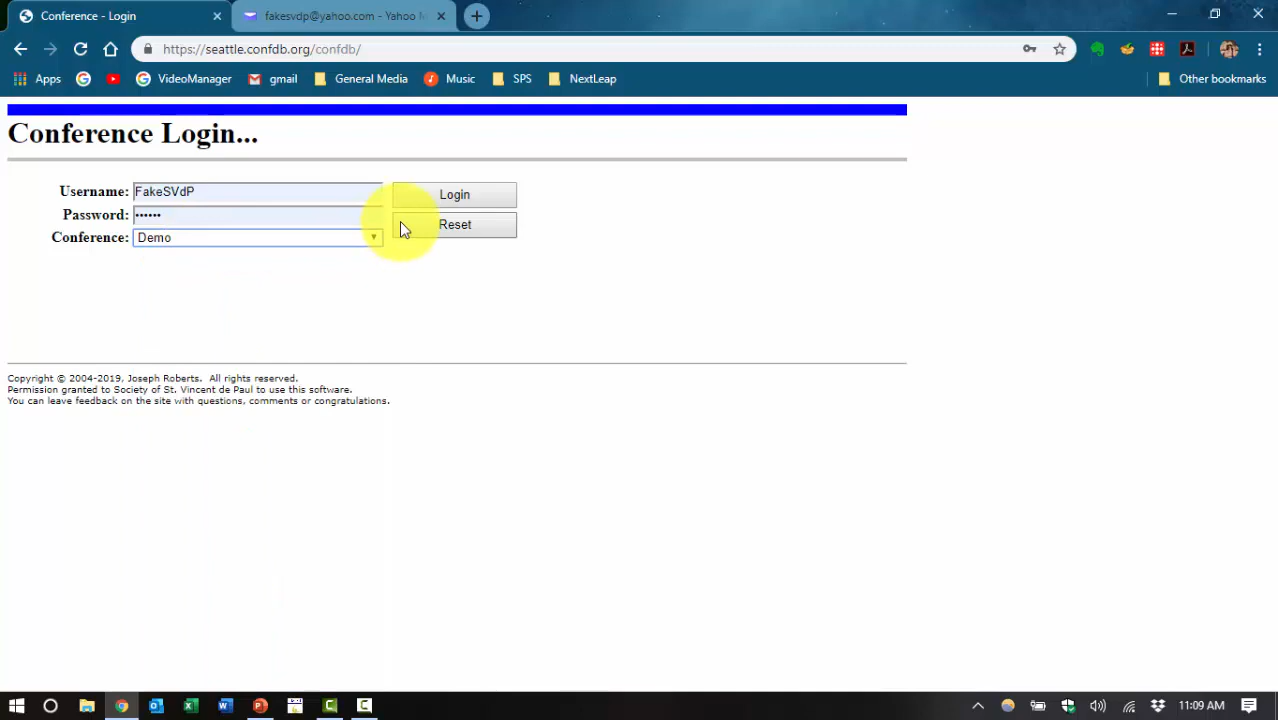 Conference - Login
fakesvdp@yahoo.com - Yahoo
https://seattle.confdb.org/confdb/
Apps VideoManager gmail General Media Music SPS NextLeap Other bookmarks
Conference Login...
Username: FakeSVdP Login
Password: •••••• Reset
Conference: Demo
Copyright © 2004-2019, Joseph Roberts. All rights reserved.
Permission granted to Society of St. Vincent de Paul to use this software.
You can leave feedback on the site with questions, comments or congratulations.
11:09 AM